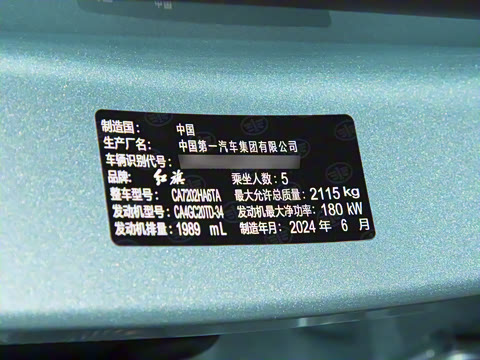 制造国： 中国
生产厂名： 中国第一汽车集团有限公司
车辆识别代号：
品牌： 红旗 乘坐人数：5
整车型号：CA7202HA6TA 最大允许总质量：2115 kg
发动机型号：CA4GC20TD-34 发动机最大净功率：180 kW
发动机排量：1989 mL 制造年月：2024 年 6 月